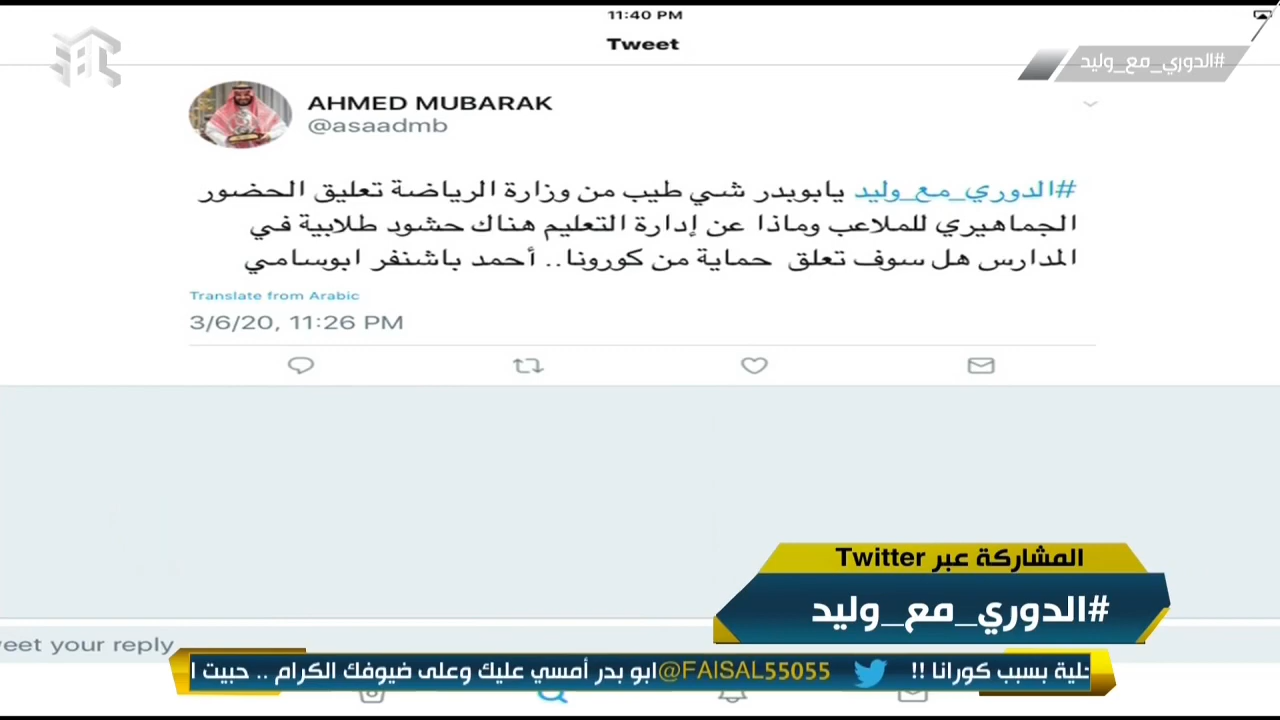 11:40 PM
Tweet
#الدوري_مع_وليد
AHMED MUBARAK
@asaadmb
#الدوري_مع_وليد يابوبدر شي طيب من وزارة الرياضة تعليق الحضور
الجماهيري للملاعب وماذا عن إدارة التعليم هناك حشود طلابية في
المدارس هل سوف تعلق حماية من كورونا.. أحمد باشنفر ابوسامي
Translate from Arabic
3/6/20, 11:26 PM
المشاركة عبر Twitter
#الدوري_مع_وليد
weet your reply
بسبب كورانا !! @FAISAL55055 ابو بدر أمسي عليك وعلى ضيوفك الكرام .. حبيت